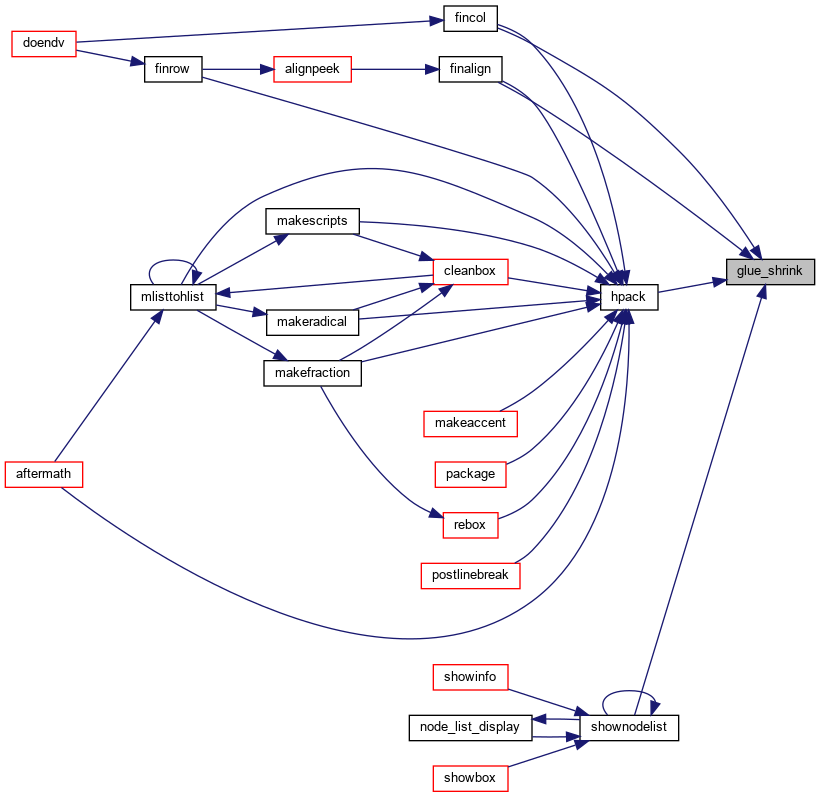 fincol
doendv
finrow
alignpeek
finalign
makescripts
cleanbox
glue_shrink
mlisttohlist
hpack
makeradical
makefraction
makeaccent
aftermath
package
rebox
postlinebreak
showinfo
node_list_display
shownodelist
showbox